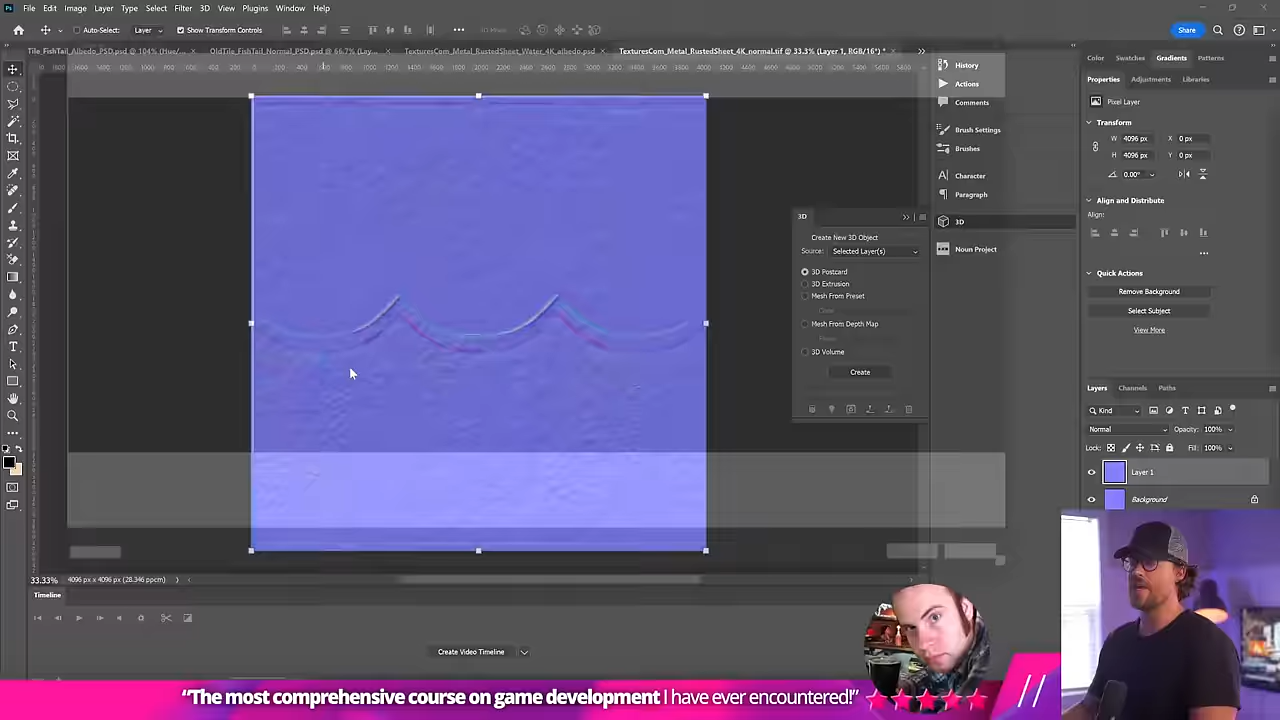 File Edit Image Layer Type Select Filter 3D View Plugins Window Help
Auto-Select: Layer Show Transform Controls
Share
Tile_FishTail_Albedo_PSD.psd @ 104% (Hue/
OldTile_FishTail_Normal_PSD @ 66.7% (Lay...
TexturesCom_Metal_RustedSheet_Water_4K_albedo.psd
TexturesCom_Metal_RustedSheet_4K_normal.tif @ 33.3% (Layer 1, RGB/16*) *
History
Actions
Comments
Brush Settings
Brushes
Character
Paragraph
3D
Noun Project
3D
Create New 3D Object
Source: Selected Layer(s)
3D Postcard
3D Extrusion
Mesh From Preset
Mesh From Depth Map
3D Volume
Create
Color Swatches Gradients Patterns
Properties Adjustments Libraries
Pixel Layer
Transform
W 4096 px X 0 px
H 4096 px Y 0 px
0.00°
Align and Distribute
Align:
Quick Actions
Remove Background
Select Subject
View More
Layers Channels Paths
Kind
Normal Opacity: 100%
Lock: Fill: 100%
Layer 1
Background
33.33% 4096 px x 4096 px (28.346 ppcm)
Timeline
Create Video Timeline
“The most comprehensive course on game development I have ever encountered!”